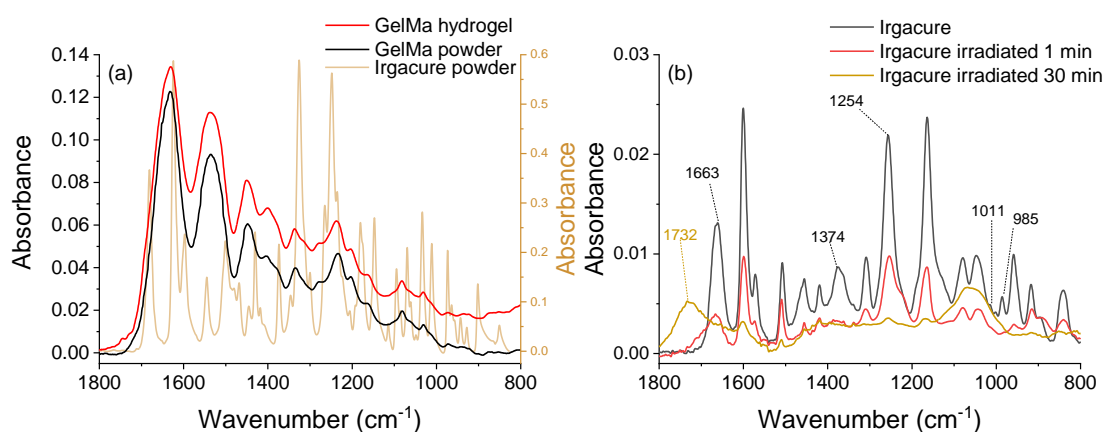 GelMa hydrogel
GelMa powder
Irgacure powder
(a)
0.14
0.12
0.10
0.08
0.06
0.04
0.02
0.00
Absorbance
0.6
0.5
0.4
0.3
0.2
0.1
0.0
Absorbance
1800 1600 1400 1200 1000 800
Wavenumber (cm-1)
Irgacure
Irgacure irradiated 1 min
Irgacure irradiated 30 min
(b)
0.03
0.02
0.01
0.00
Absorbance
1254
1663
1732
1374
1011
985
1800 1600 1400 1200 1000 800
Wavenumber (cm-1)